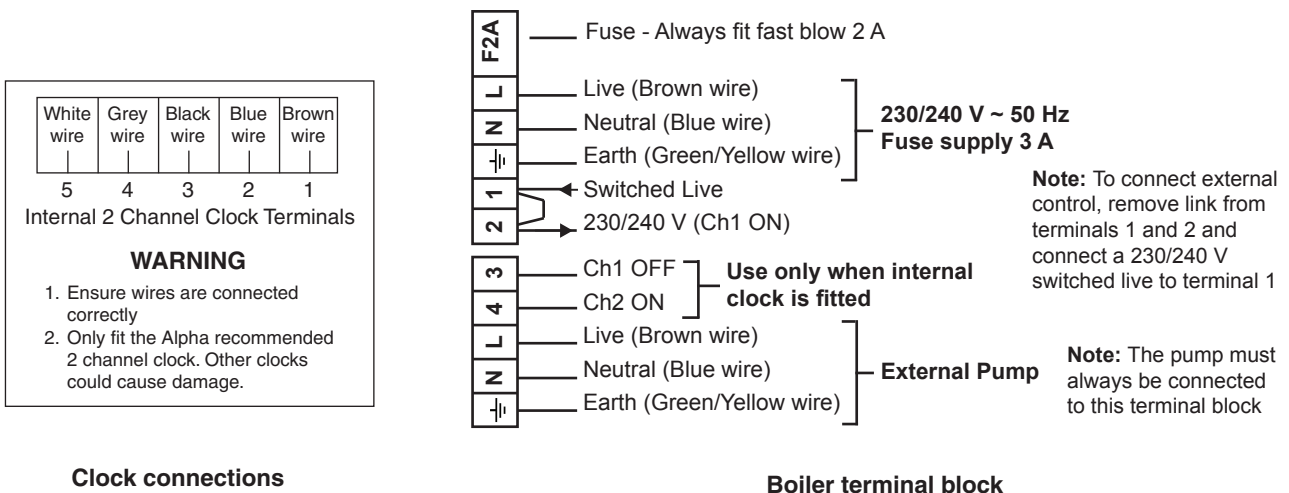 White Grey Black Blue Brown
wire wire wire wire wire
5 4 3 2 1
Internal 2 Channel Clock Terminals
WARNING
1. Ensure wires are connected
correctly
2. Only fit the Alpha recommended
2 channel clock. Other clocks
could cause damage.
Clock connections
F2A Fuse - Always fit fast blow 2 A
L Live (Brown wire)
N Neutral (Blue wire)
Earth (Green/Yellow wire)
230/240 V ~ 50 Hz
Fuse supply 3 A
1 Switched Live
2 230/240 V (Ch1 ON)
Note: To connect external
control, remove link from
terminals 1 and 2 and
connect a 230/240 V
switched live to terminal 1
3 Ch1 OFF
4 Ch2 ON
Use only when internal
clock is fitted
L Live (Brown wire)
N Neutral (Blue wire)
Earth (Green/Yellow wire)
External Pump
Note: The pump must
always be connected
to this terminal block
Boiler terminal block